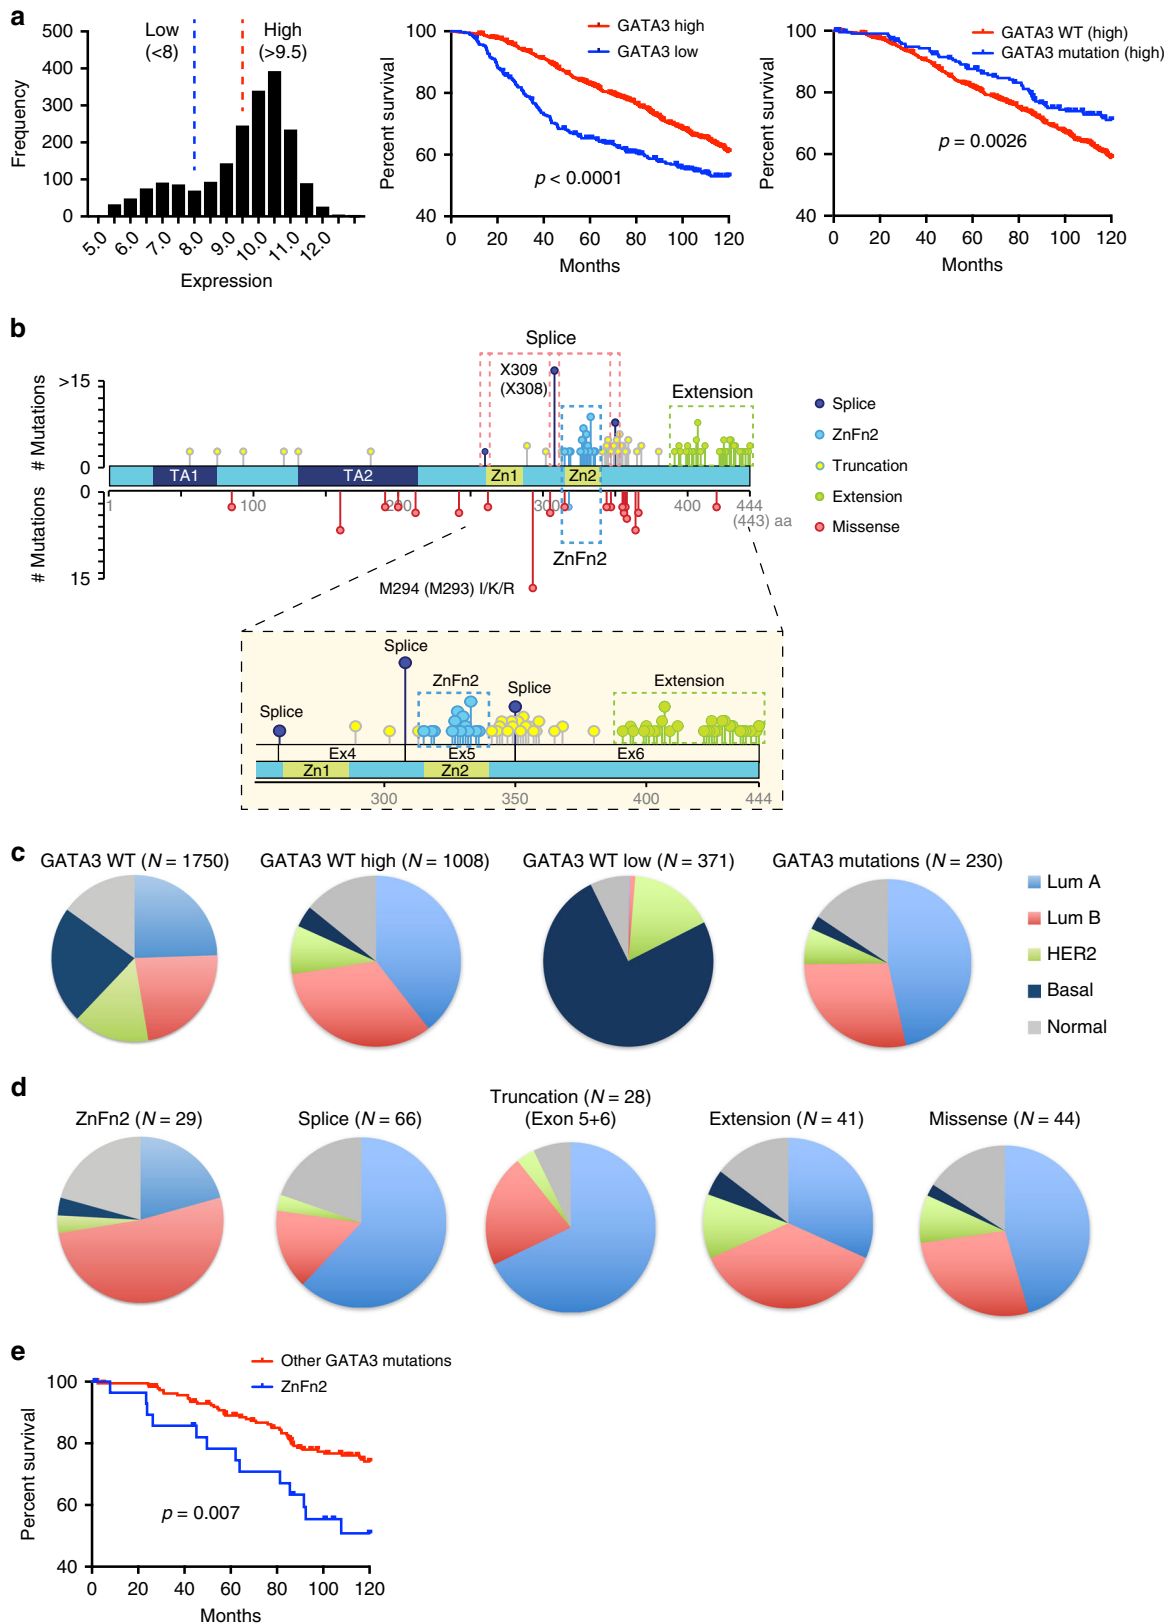 a
500
400
300
200
100
0
Frequency
Low
(<8)
High
(>9.5)
5.0
6.0
7.0
8.0
9.0
10.0
11.0
12.0
Expression
100
80
60
40
Percent survival
GATA3 high
GATA3 low
p < 0.0001
0 20 40 60 80 100 120
Months
100
80
60
40
Percent survival
GATA3 WT (high)
GATA3 mutation (high)
p = 0.0026
0 20 40 60 80 100 120
Months
b
Splice
X309
(X308)
Extension
>15
0
# Mutations
TA1
TA2
Zn1
Zn2
0
15
# Mutations
1
100
200
300
400
444
(443) aa
ZnFn2
M294 (M293) I/K/R
Splice
ZnFn2
Truncation
Extension
Missense
Splice
Splice
ZnFn2
Splice
Extension
Ex4
Ex5
Ex6
Zn1
Zn2
300
350
400
444
c
GATA3 WT (N = 1750)
GATA3 WT high (N = 1008)
GATA3 WT low (N = 371)
GATA3 mutations (N = 230)
Lum A
Lum B
HER2
Basal
Normal
d
ZnFn2 (N = 29)
Splice (N = 66)
Truncation (N = 28)
(Exon 5+6)
Extension (N = 41)
Missense (N = 44)
e
Other GATA3 mutations
ZnFn2
100
80
60
40
Percent survival
p = 0.007
0 20 40 60 80 100 120
Months